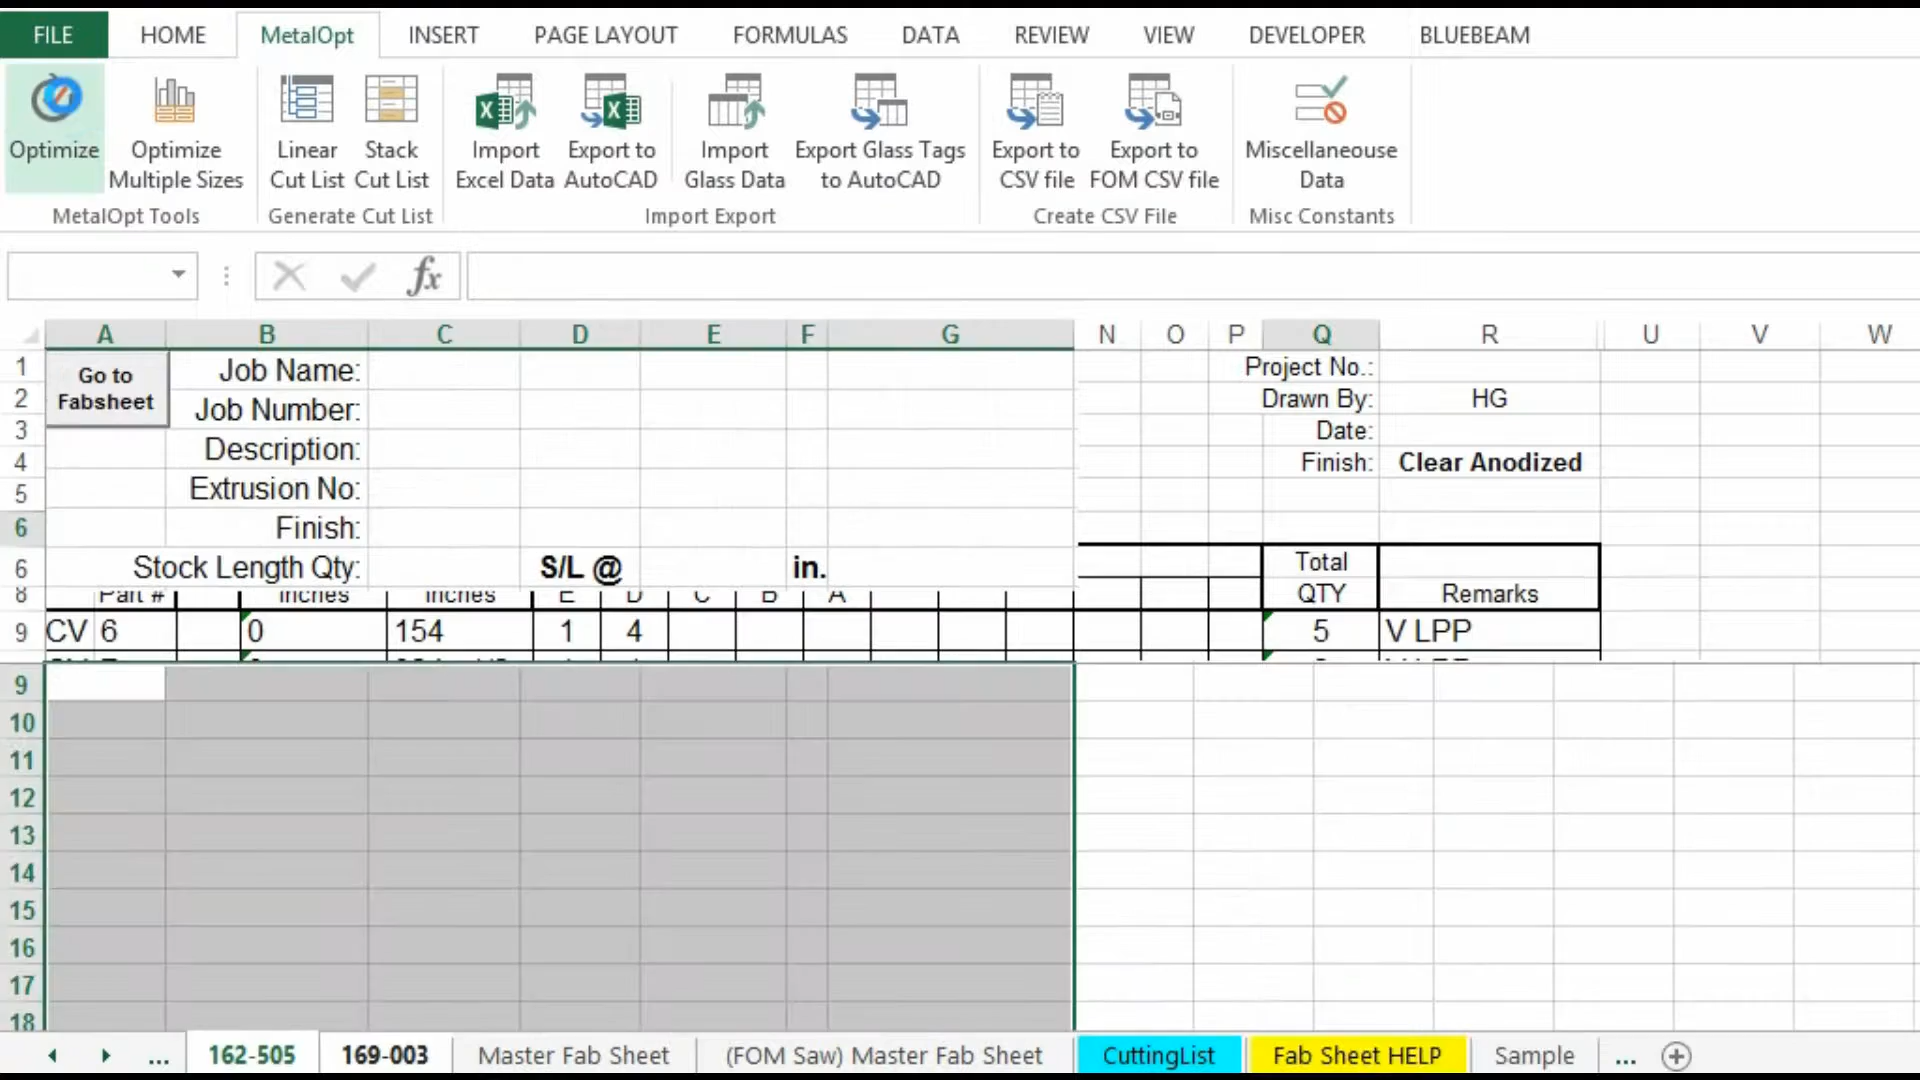 FILE HOME MetalOpt INSERT PAGE LAYOUT FORMULAS DATA REVIEW VIEW DEVELOPER BLUEBEAM
Optimize Optimize Linear Stack Import Export to Import Export Glass Tags Export to Export to Miscellaneouse
Multiple Sizes Cut List Cut List Excel Data AutoCAD Glass Data to AutoCAD CSV file FOM CSV file Data
MetalOpt Tools Generate Cut List Import Export Create CSV File Misc Constants
fx
A B C D E F G N O P Q R U V W
1 Go to Job Name: Project No.:
2 Fabsheet Job Number: Drawn By: HG
3 Description: Date:
4 Finish: Clear Anodized
5 Extrusion No:
6 Finish:
6 Stock Length Qty: S/L @ in. Total
8 Part # Inches Inches E D C B A QTY Remarks
9 CV 6 0 154 1 4 5 V LPP
9
10
11
12
13
14
15
16
17
18
... 162-505 169-003 Master Fab Sheet (FOM Saw) Master Fab Sheet CuttingList Fab Sheet HELP Sample ...